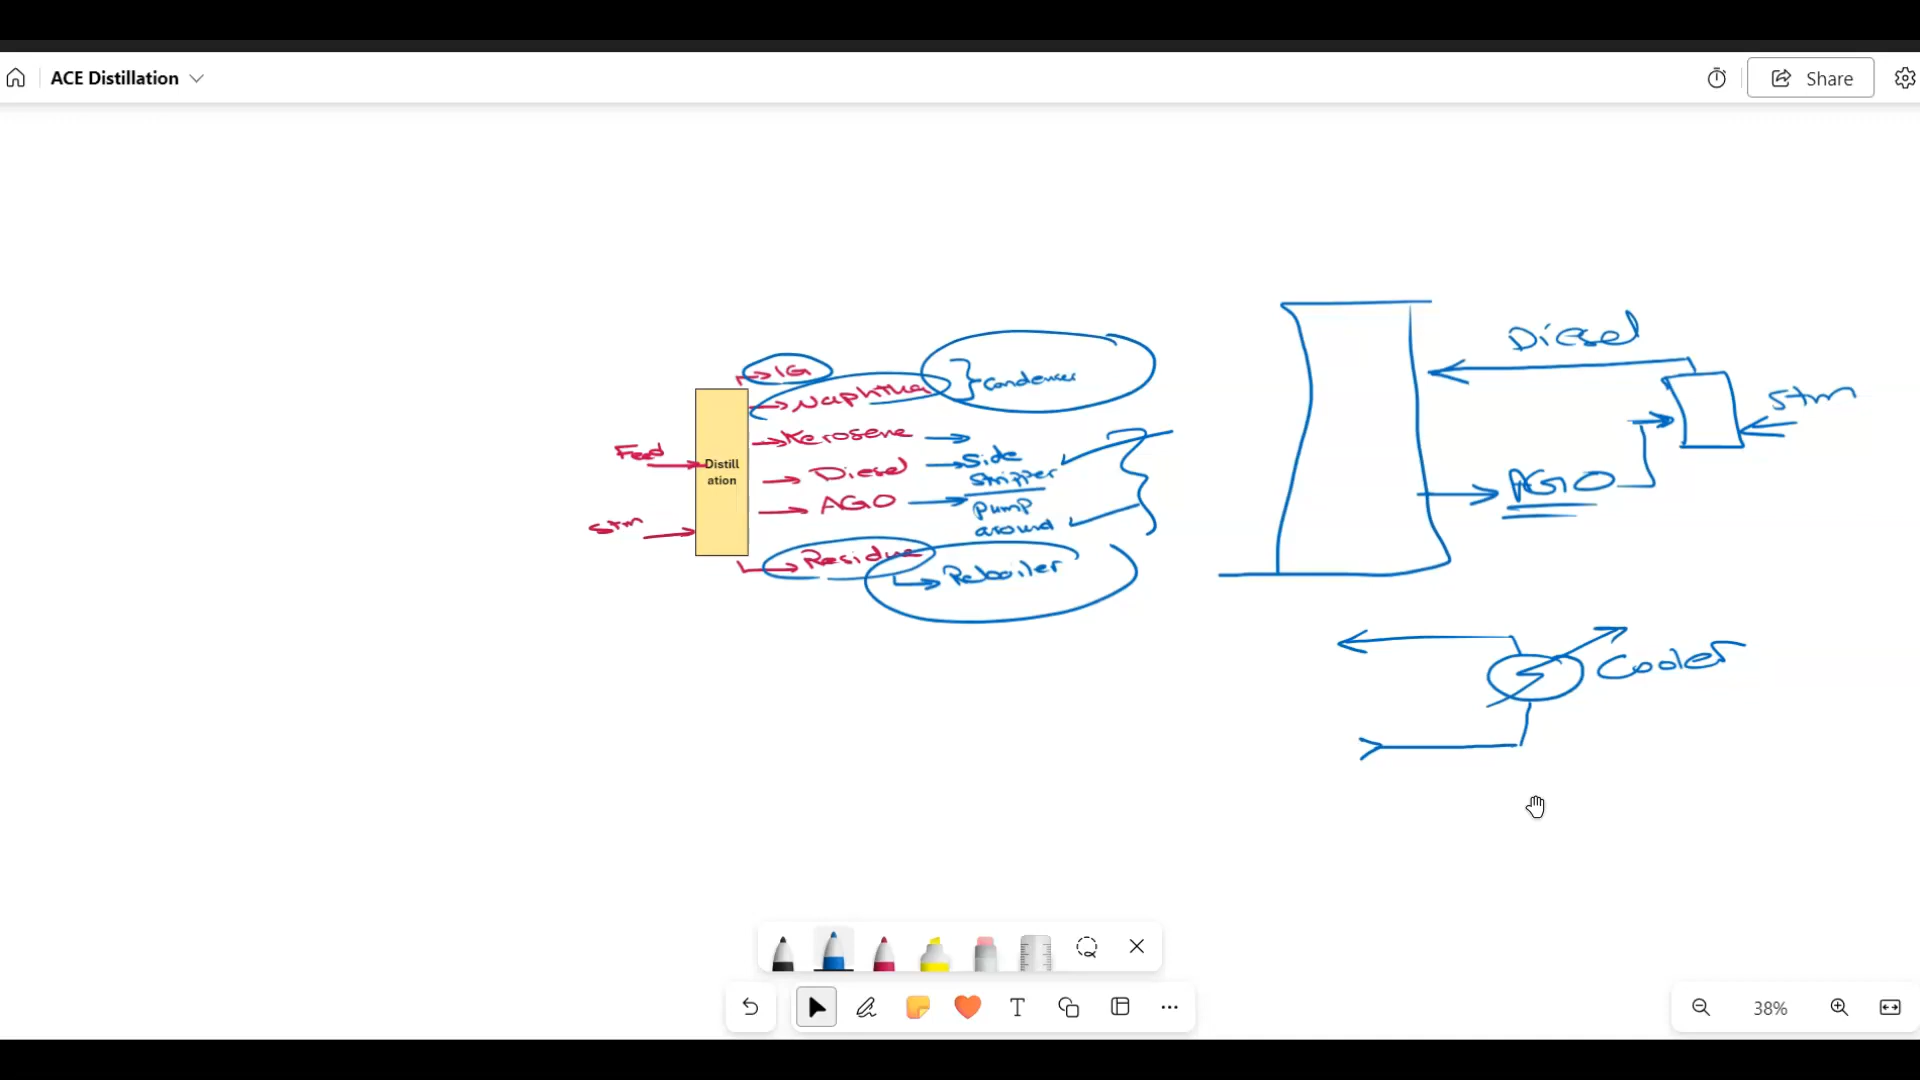 ACE Distillation
Share
IG
Naphtha
Condenser
Feed
Kerosene
Distill
ation
Diesel
Side
Stripper
Stm
AGO
pump
around
Residue
Reboiler
Diesel
Stm
AGO
Cooler
38%